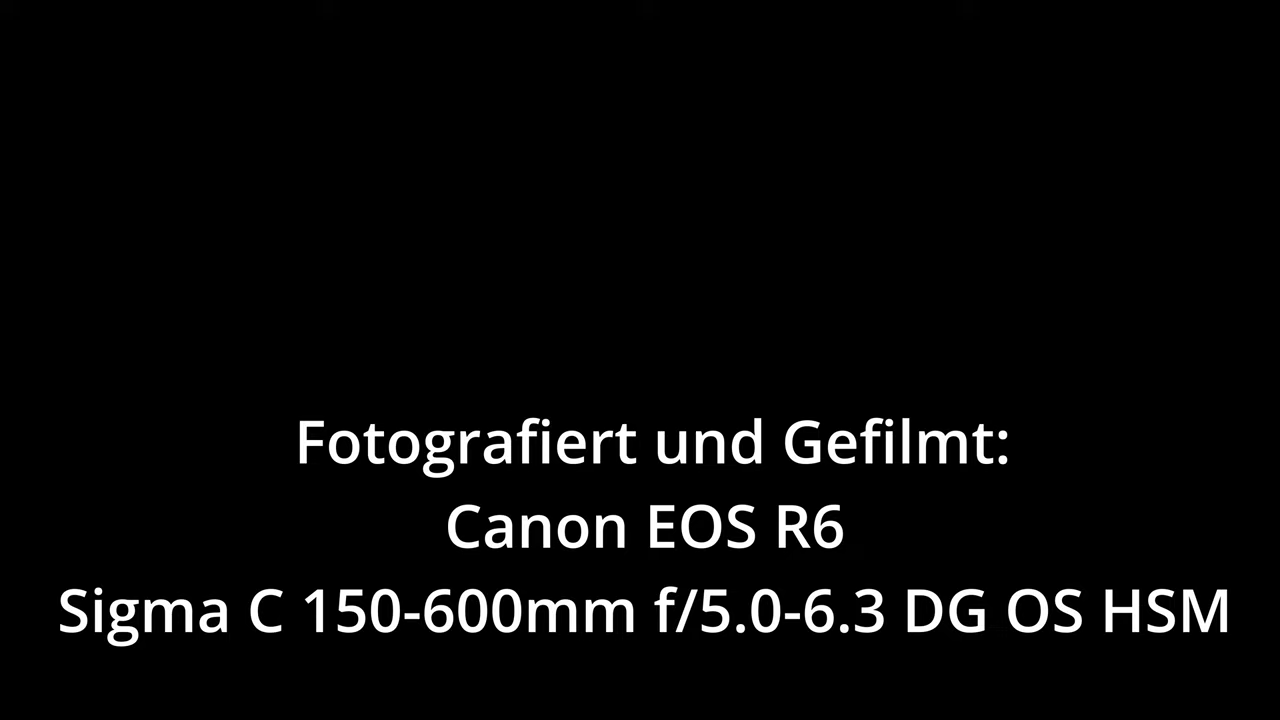 Fotografiert und Gefilmt:
Canon EOS R6
Sigma C 150-600mm f/5.0-6.3 DG OS HSM